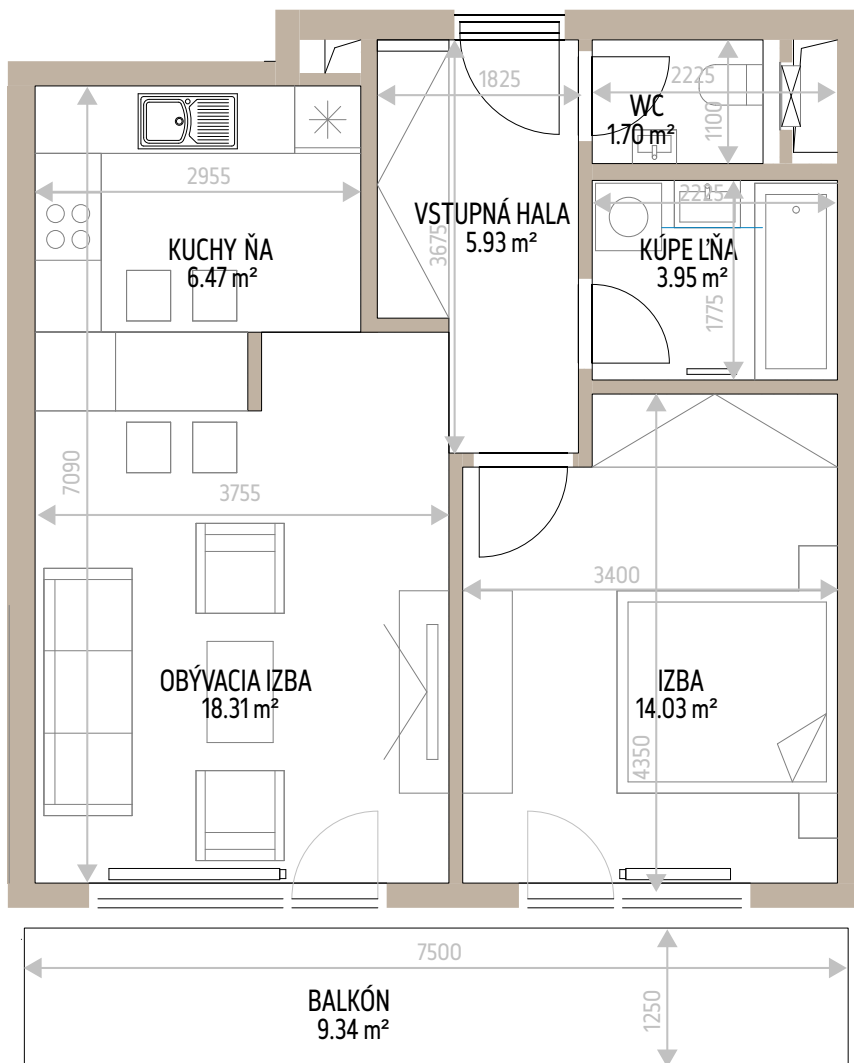 1825
2225
WC
1.70 m²
1100
2955
2225
VSTUPNÁ HALA
5.93 m²
3675
KUCHY ŇA
6.47 m²
KÚPE ĽŇA
3.95 m²
1775
7090
3755
3400
OBÝVACIA IZBA
18.31 m²
IZBA
14.03 m²
4350
7500
BALKÓN
9.34 m²
1250